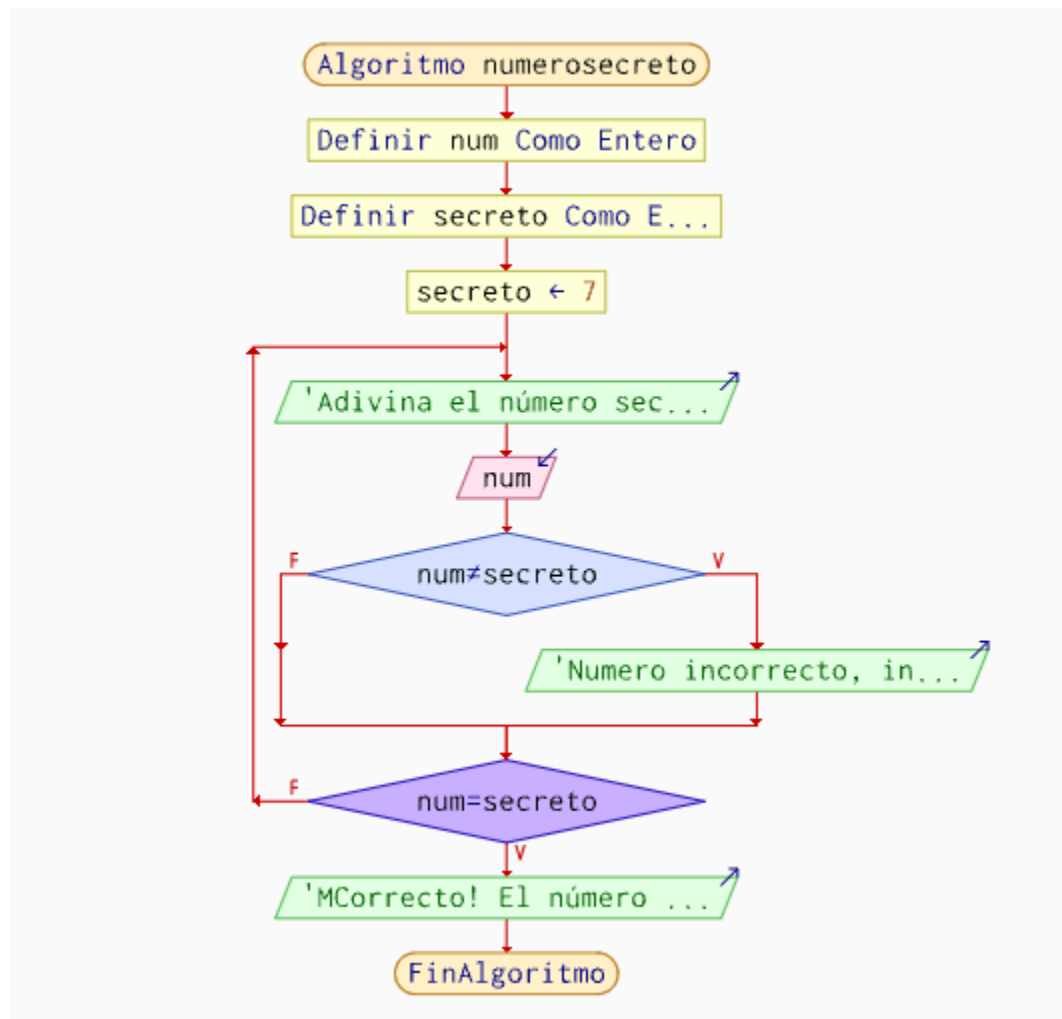 Algoritmo numerosecreto
Definir num Como Entero
Definir secreto Como E...
secreto ← 7
'Adivina el número sec...
num
F
V
num≠secreto
'Numero incorrecto, in...
F
num=secreto
V
'MCorrecto! El número ...
FinAlgoritmo